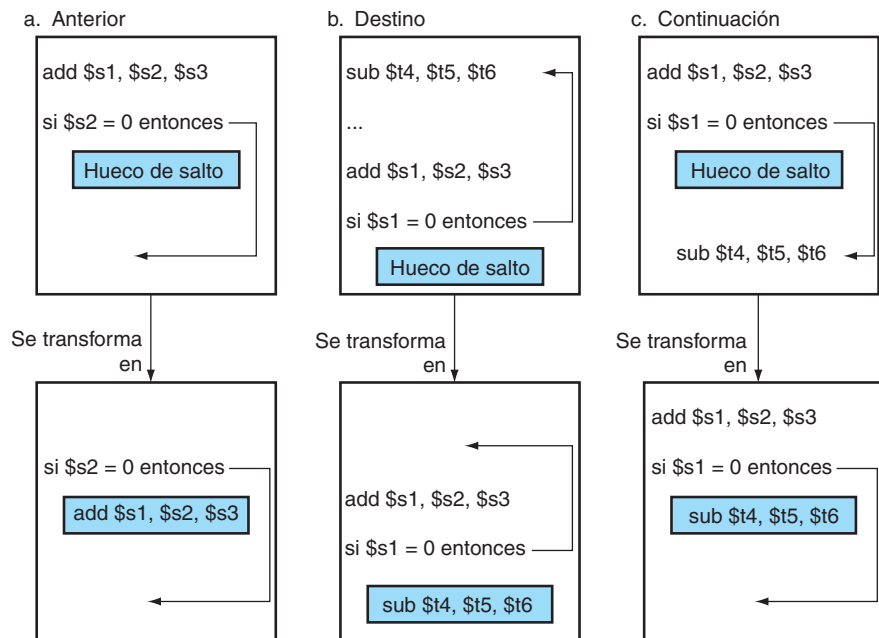 a. Anterior
add $s1, $s2, $s3
si $s2 = 0 entonces
Hueco de salto
Se transforma
en
si $s2 = 0 entonces
add $s1, $s2, $s3
b. Destino
sub $t4, $t5, $t6
...
add $s1, $s2, $s3
si $s1 = 0 entonces
Hueco de salto
Se transforma
en
add $s1, $s2, $s3
si $s1 = 0 entonces
sub $t4, $t5, $t6
c. Continuación
add $s1, $s2, $s3
si $s1 = 0 entonces
Hueco de salto
sub $t4, $t5, $t6
Se transforma
en
add $s1, $s2, $s3
si $s1 = 0 entonces
sub $t4, $t5, $t6